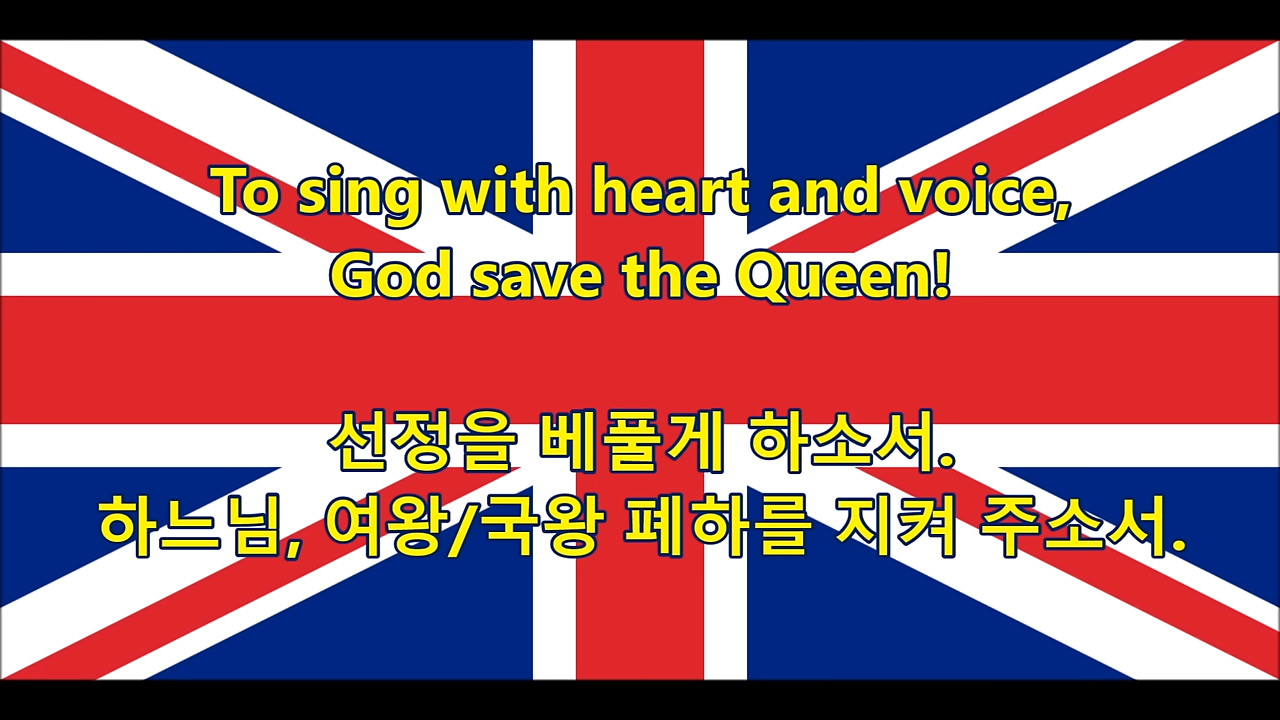 To sing with heart and voice,
God save the Queen!
선정을 베풀게 하소서.
하느님, 여왕/국왕 폐하를 지켜 주소서.